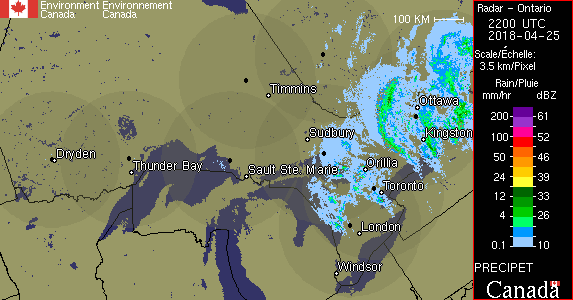 Environment Environnement
Canada Canada
100 KM
Timmins
Ottawa
Sudbury
Kingston
Dryden
Thunder Bay
Sault Ste. Marie
Orillia
Toronto
London
Windsor
Radar - Ontario
2200 UTC
2018-04-25
Scale/Échelle:
3.5 km/Pixel
Rain/Pluie
mm/hr dBZ
200 61
100 52
50 46
24 39
12 33
4 26
0.1 10
PRECIPET
Canada